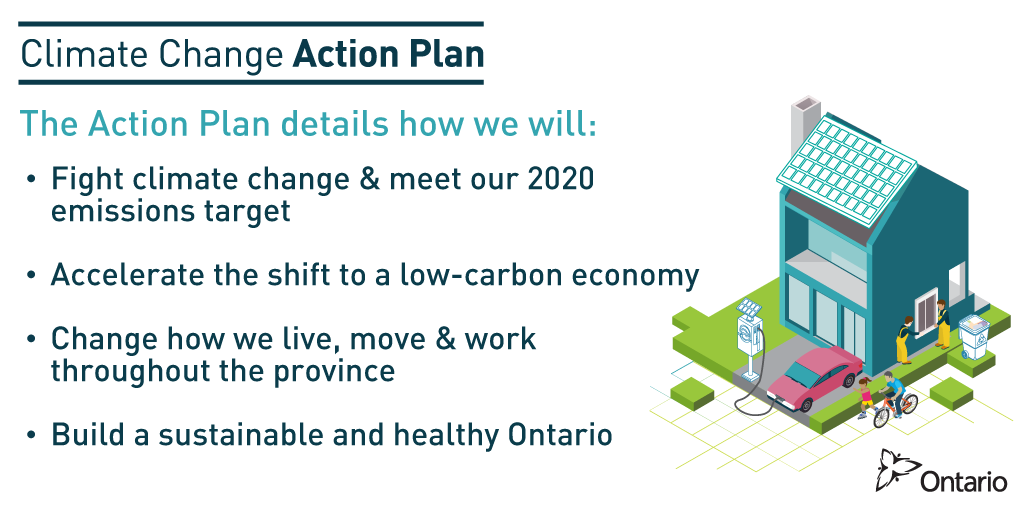 Climate Change Action Plan
The Action Plan details how we will:
• Fight climate change & meet our 2020
emissions target
• Accelerate the shift to a low-carbon economy
• Change how we live, move & work
throughout the province
• Build a sustainable and healthy Ontario
Ontario